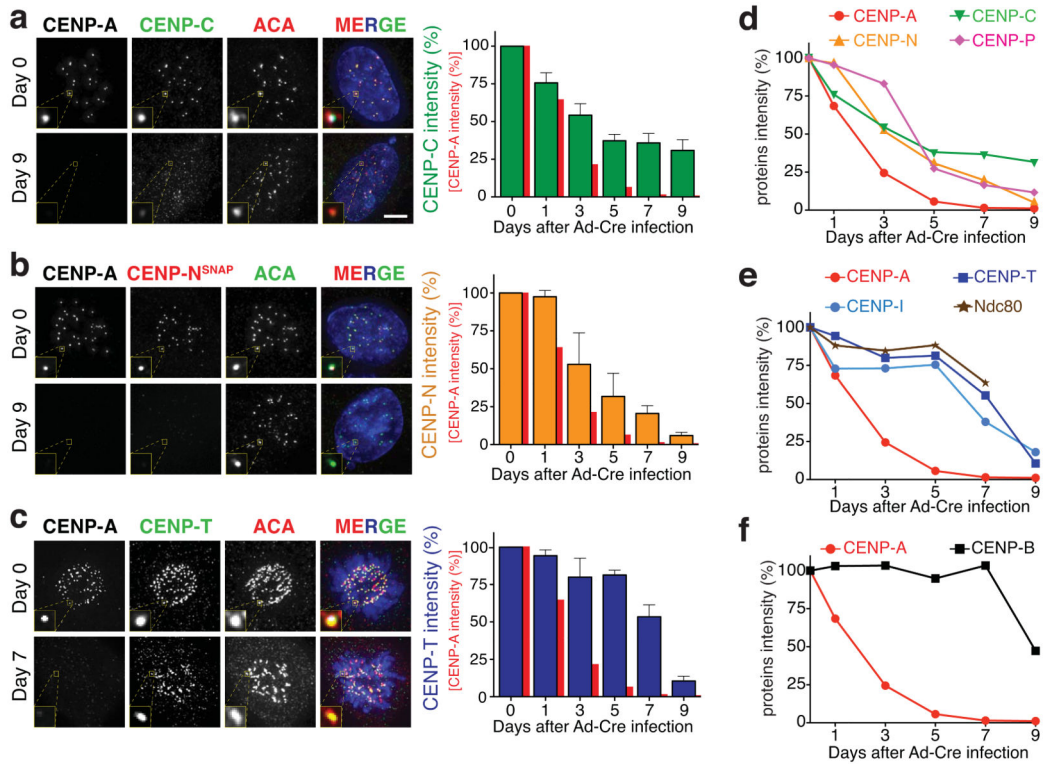 a
CENP-A CENP-C ACA MERGE
Day 0
Day 9
CENP-C intensity (%)
[CENP-A intensity (%)]
100
75
50
25
0
0 1 3 5 7 9
Days after Ad-Cre infection
b
CENP-A CENP-N^SNAP ACA MERGE
Day 0
Day 9
CENP-N intensity (%)
[CENP-A intensity (%)]
100
75
50
25
0
0 1 3 5 7 9
Days after Ad-Cre infection
c
CENP-A CENP-T ACA MERGE
Day 0
Day 7
CENP-T intensity (%)
[CENP-A intensity (%)]
100
75
50
25
0
0 1 3 5 7 9
Days after Ad-Cre infection
d
CENP-A CENP-C
CENP-N CENP-P
proteins intensity (%)
100
75
50
25
0
1 3 5 7 9
Days after Ad-Cre infection
e
CENP-A CENP-T
CENP-I Ndc80
proteins intensity (%)
100
75
50
25
0
1 3 5 7 9
Days after Ad-Cre infection
f
CENP-A CENP-B
proteins intensity (%)
100
75
50
25
0
1 3 5 7 9
Days after Ad-Cre infection